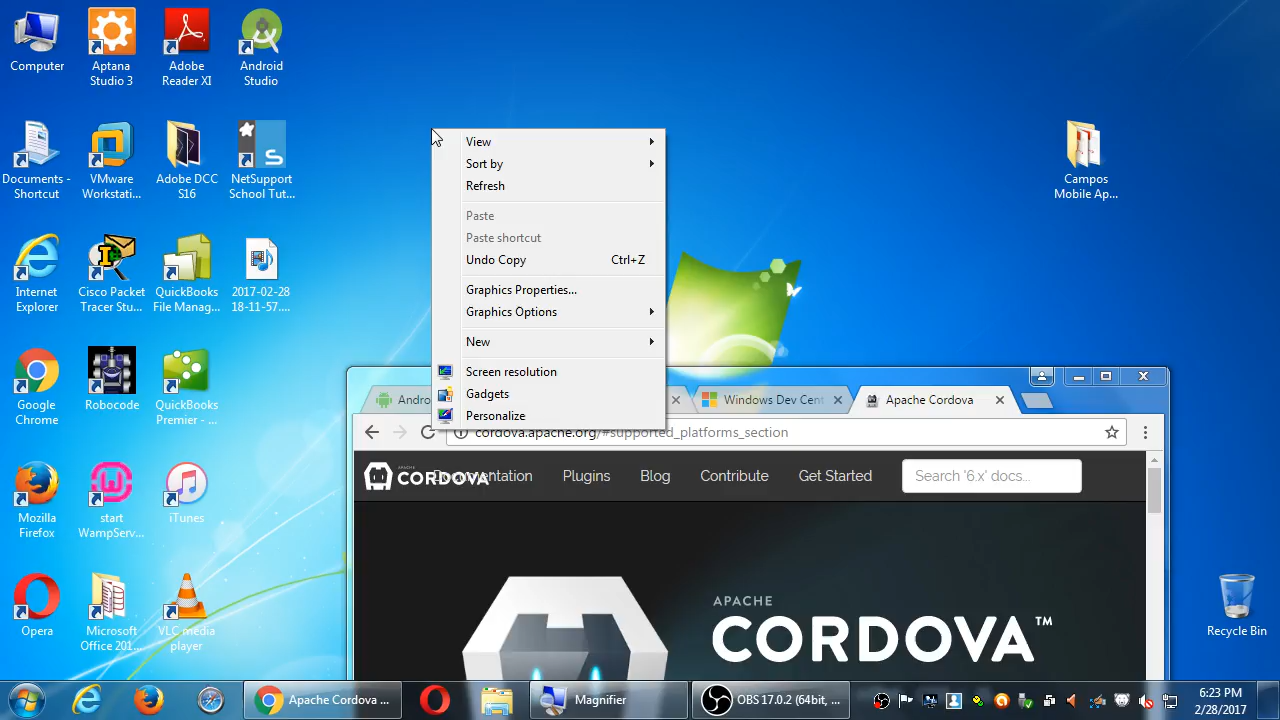 Computer
Aptana
Studio 3
Adobe
Reader XI
Android
Studio
Documents -
Shortcut
VMware
Workstati...
Adobe DCC
S16
NetSupport
School Tut...
Campos
Mobile Ap...
Internet
Explorer
Cisco Packet
Tracer Stu...
QuickBooks
File Manag...
2017-02-28
18-11-57....
Google
Chrome
Robocode
QuickBooks
Premier - ...
Mozilla
Firefox
start
WampServ...
iTunes
Opera
Microsoft
Office 201...
VLC media
player
Recycle Bin
View
Sort by
Refresh
Paste
Paste shortcut
Undo Copy Ctrl+Z
Graphics Properties...
Graphics Options
New
Screen resolution
Gadgets
Personalize
Andro
Windows Dev Cent
Apache Cordova
cordova.apache.org/#supported_platforms_section
CORDOVA
Documentation Plugins Blog Contribute Get Started Search '6.x' docs...
APACHE
CORDOVA™
Apache Cordova ...
Magnifier
OBS 17.0.2 (64bit, ...
6:23 PM
2/28/2017